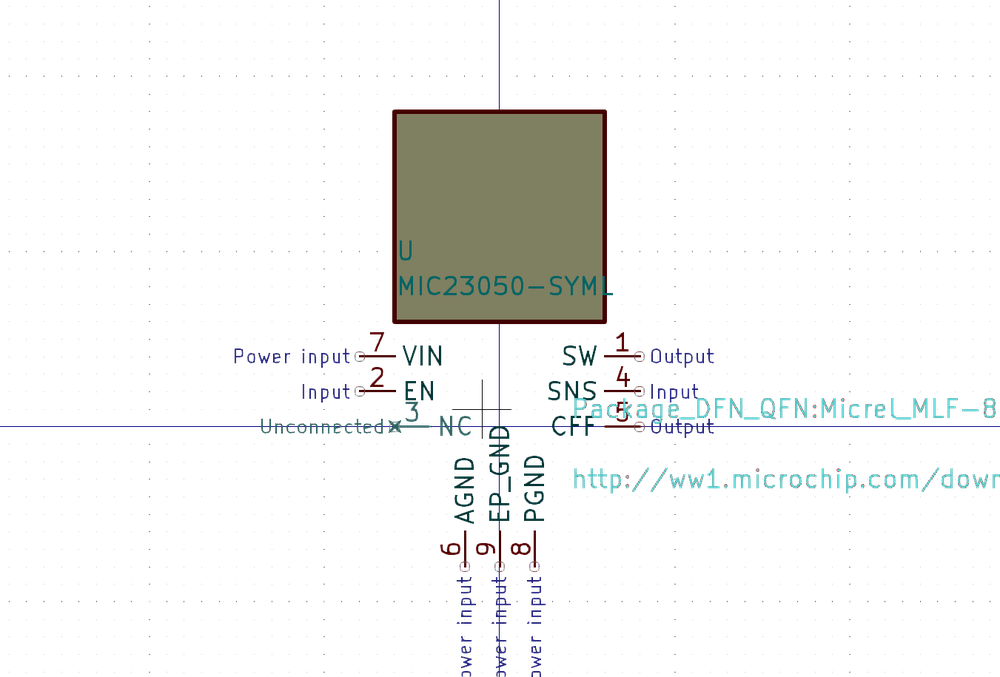 U
MIC23050-SYML
Power input 7 VIN SW 1 Output
Input 2 EN SNS 4 Input
Package_DFN_QFN:Micrel_MLF-8
Unconnected 3 NC CFF 5 Output
http://ww1.microchip.com/down
AGND EP_GND PGND
6 9 8
ower input ower input ower input